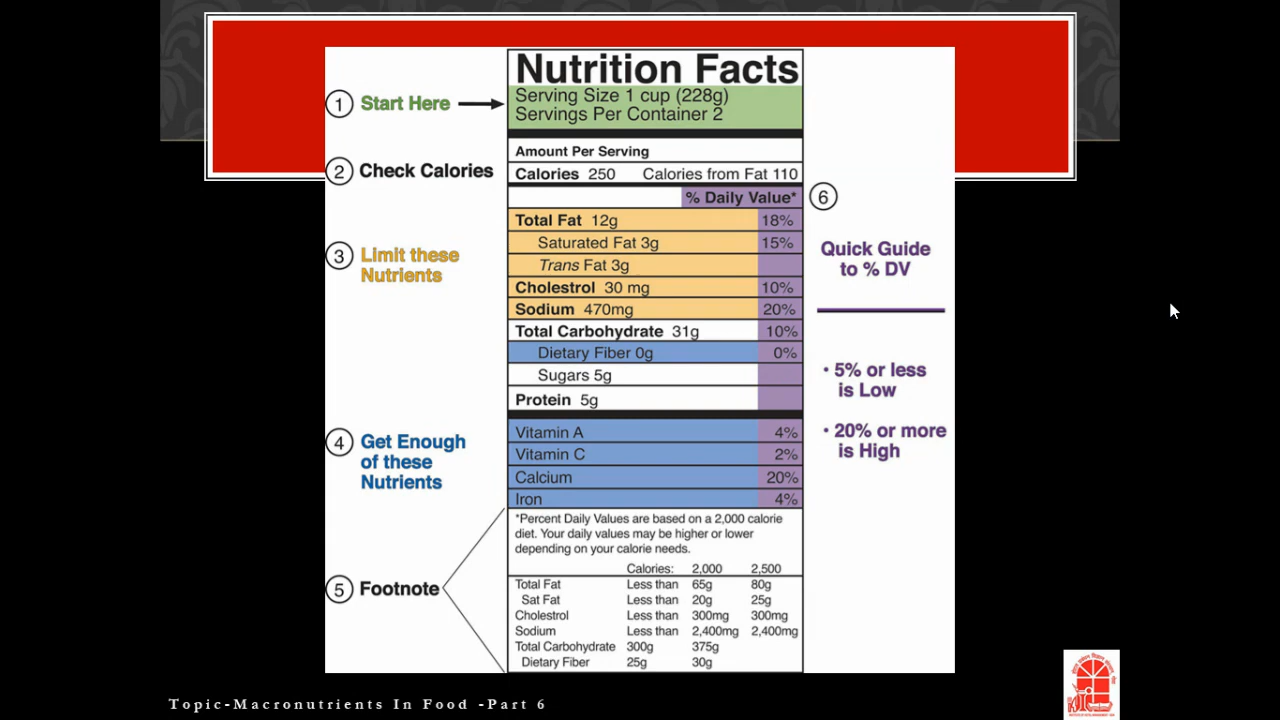 Nutrition Facts
1 Start Here
Serving Size 1 cup (228g)
Servings Per Container 2
Amount Per Serving
2 Check Calories
Calories 250 Calories from Fat 110
% Daily Value*
6
Quick Guide
to % DV
• 5% or less
is Low
• 20% or more
is High
3 Limit these
Nutrients
Total Fat 12g 18%
Saturated Fat 3g 15%
Trans Fat 3g
Cholestrol 30 mg 10%
Sodium 470mg 20%
Total Carbohydrate 31g 10%
Dietary Fiber 0g 0%
Sugars 5g
Protein 5g
4 Get Enough
of these
Nutrients
Vitamin A 4%
Vitamin C 2%
Calcium 20%
Iron 4%
5 Footnote
*Percent Daily Values are based on a 2,000 calorie
diet. Your daily values may be higher or lower
depending on your calorie needs.
Calories: 2,000 2,500
Total Fat Less than 65g 80g
Sat Fat Less than 20g 25g
Cholestrol Less than 300mg 300mg
Sodium Less than 2,400mg 2,400mg
Total Carbohydrate 300g 375g
Dietary Fiber 25g 30g
Topic-Macronutrients In Food -Part 6